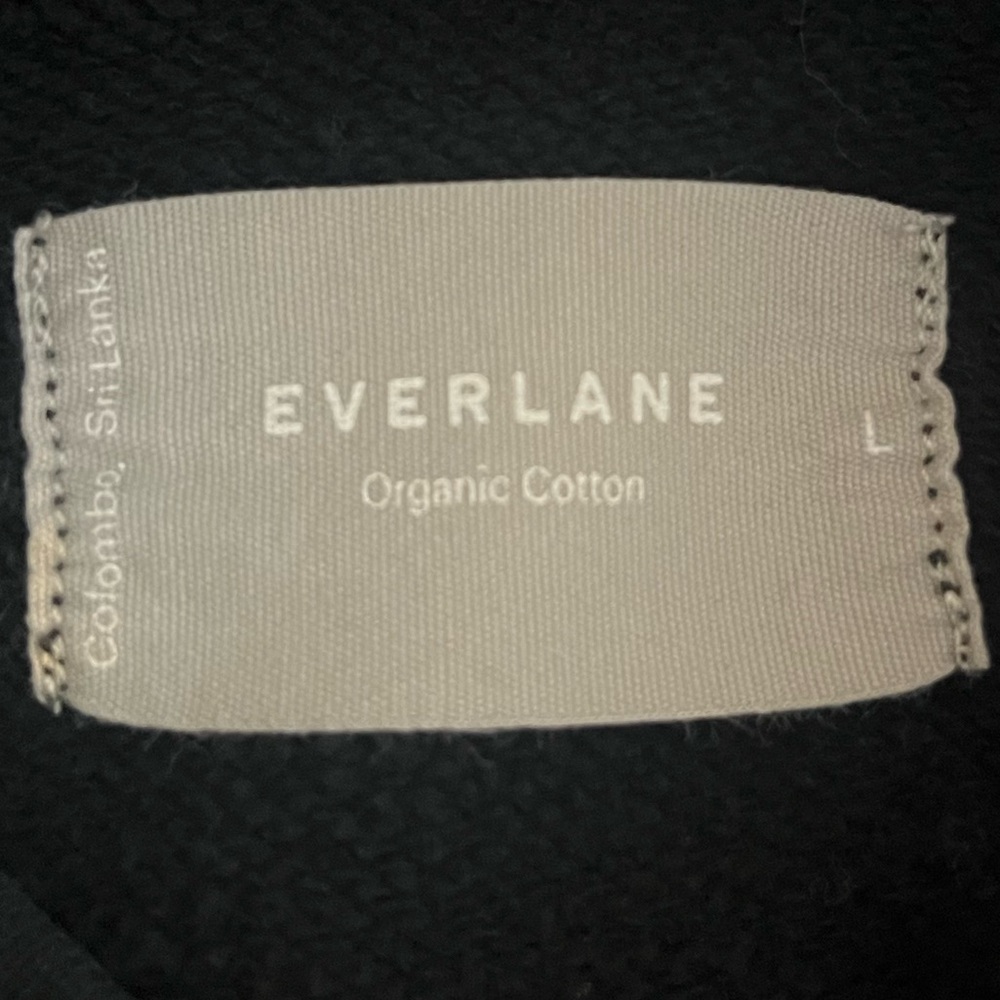 EVERLANE
Organic Cotton
Colombo, Sri Lanka
L